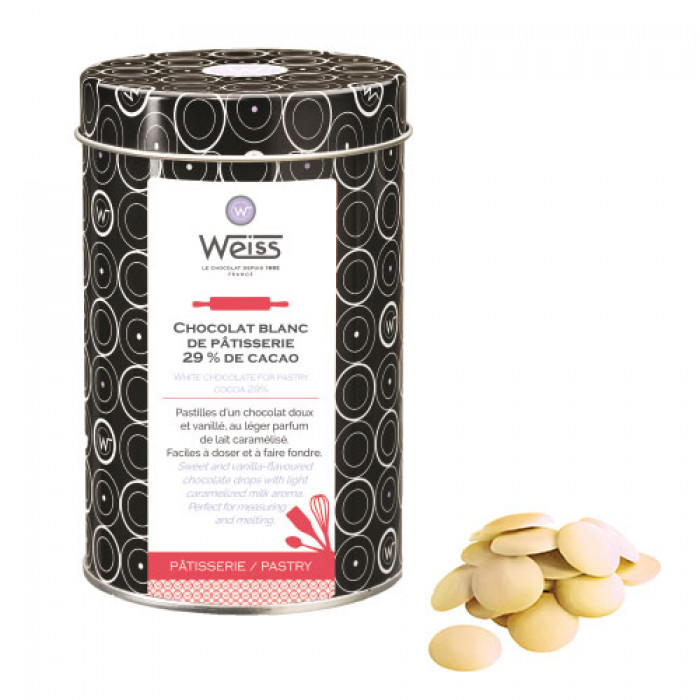 W
Weiss
LE CHOCOLAT DEPUIS 1882
FRANCE
CHOCOLAT BLANC
DE PÂTISSERIE
29 % DE CACAO
WHITE CHOCOLATE FOR PASTRY
COCOA 29%
Pastilles d'un chocolat doux
et vanillé, au léger parfum
de lait caramélisé.
Faciles à doser et à faire fondre.
Sweet and vanilla-flavoured
chocolate drops with light
caramelized milk aroma.
Perfect for measuring
and melting.
PÂTISSERIE / PASTRY